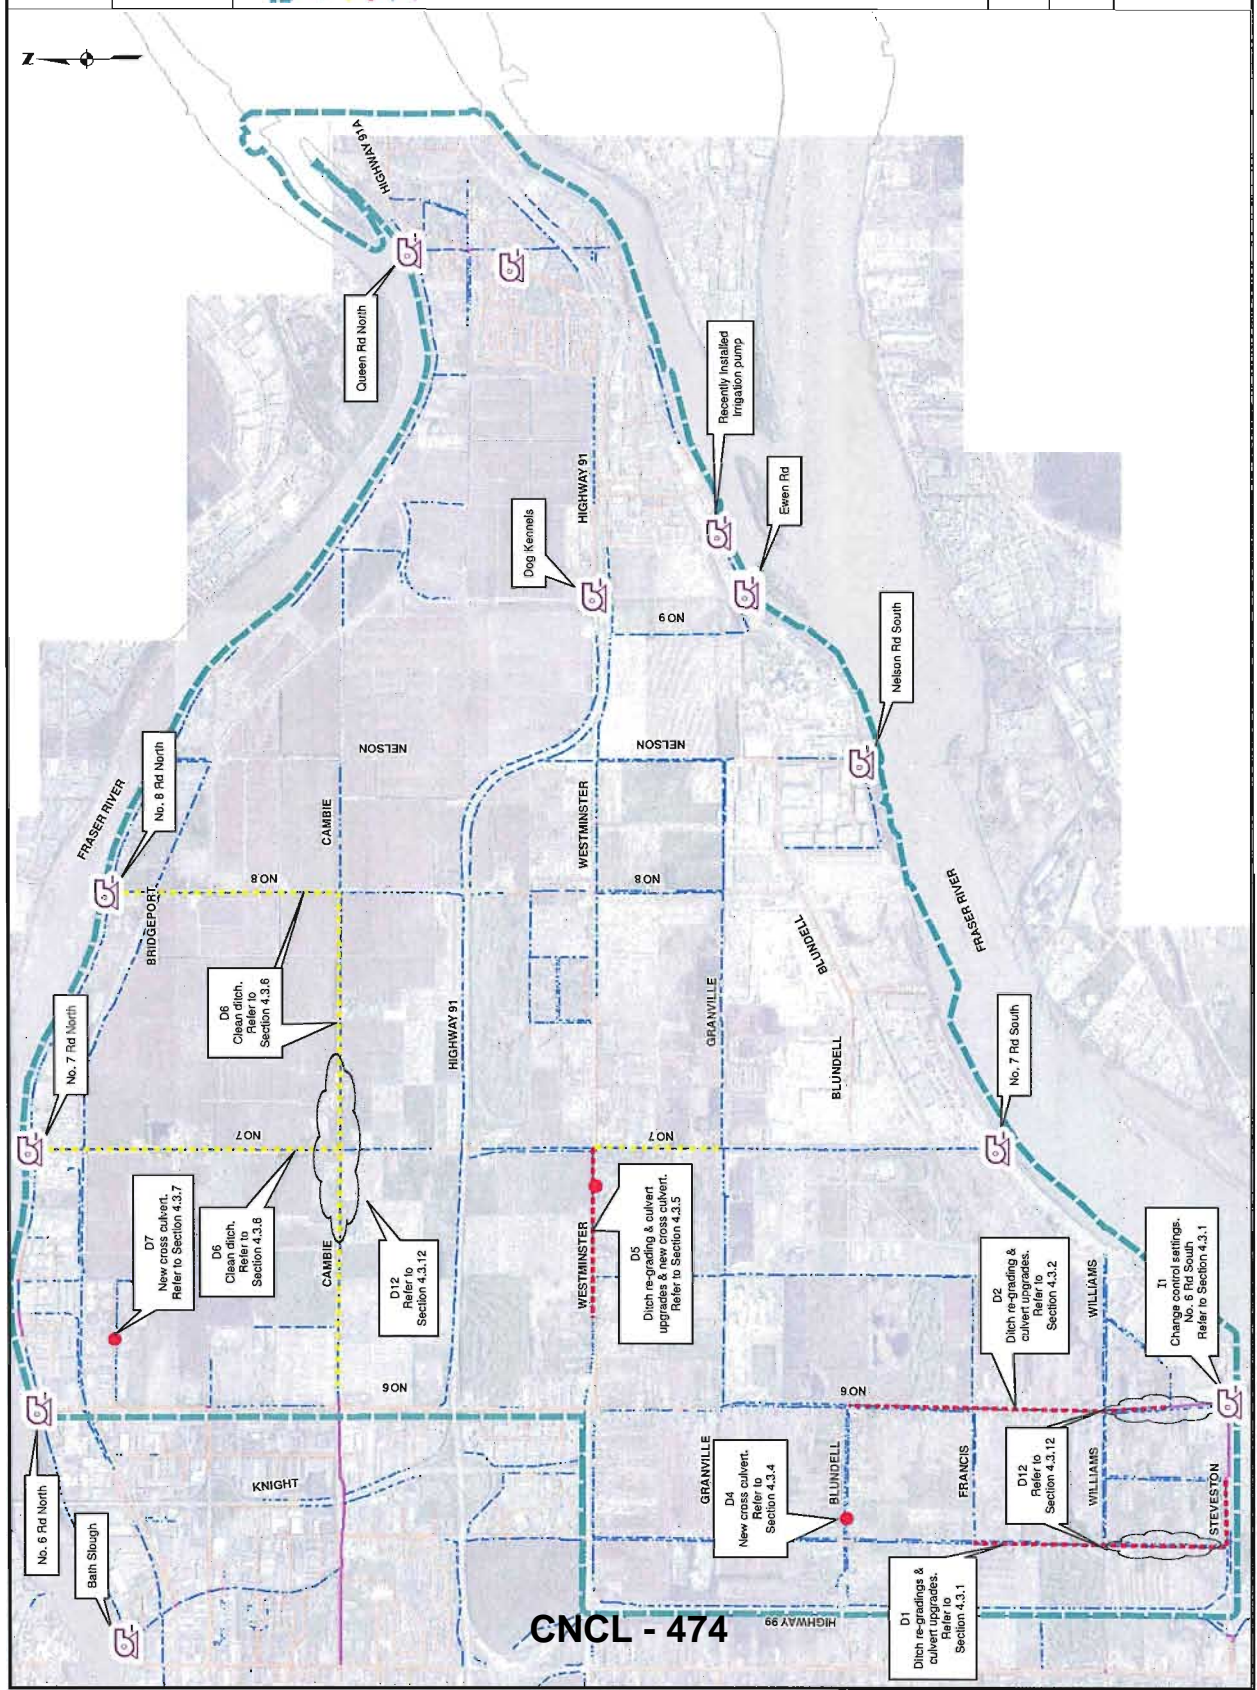 N
HIGHWAY 91A
Queen Rd North
Recently Installed
Irrigation pump
HIGHWAY 91
Ewen Rd
Dog Kennels
NO 9
Nelson Rd South
NELSON
NELSON
FRASER RIVER
No. 8 Rd North
CAMBIE
WESTMINSTER
NO 8
NO 8
BRIDGEPORT
BLUNDELL
FRASER RIVER
D6
Clean ditch.
Refer to
Section 4.3.6
No. 7 Rd North
HIGHWAY 91
GRANVILLE
BLUNDELL
No. 7 Rd South
NO 7
NO 7
D7
New cross culvert.
Refer to Section 4.3.7
D6
Clean ditch.
Refer to
Section 4.3.6
CAMBIE
D12
Refer to
Section 4.3.12
WESTMINSTER
D5
Ditch re-grading & culvert
upgrades & new cross culvert.
Refer to Section 4.3.5
D2
Ditch re-grading &
culvert upgrades.
Refer to
Section 4.3.2
WILLIAMS
I1
Change control settings.
No. 6 Rd South
Refer to Section 4.3.1
NO 6
NO 6
No. 6 Rd North
KNIGHT
GRANVILLE
D4
New cross culvert.
Refer to
Section 4.3.4
BLUNDELL
FRANCIS
D12
Refer to
Section 4.3.12
WILLIAMS
STEVESTON
Bath Slough
HIGHWAY 99
D1
Ditch re-gradings &
culvert upgrades.
Refer to
Section 4.3.1
CNCL - 474